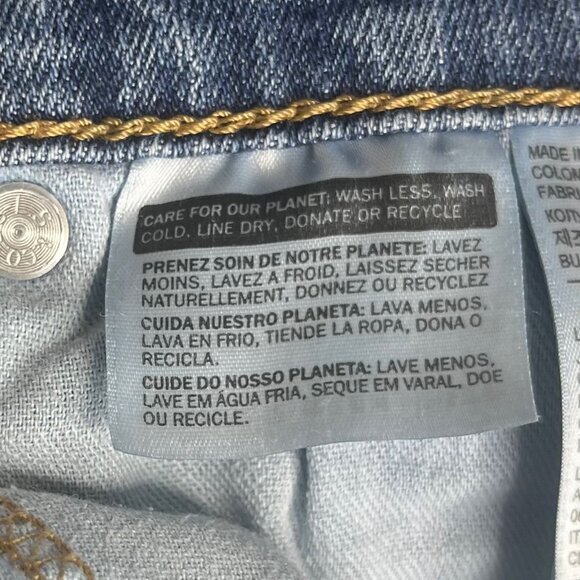 CARE FOR OUR PLANET: WASH LESS, WASH
COLD, LINE DRY, DONATE OR RECYCLE
PRENEZ SOIN DE NOTRE PLANETE: LAVEZ
MOINS, LAVEZ A FROID, LAISSEZ SECHER
NATURELLEMENT, DONNEZ OU RECYCLEZ
CUIDA NUESTRO PLANETA: LAVA MENOS,
LAVA EN FRIO, TIENDE LA ROPA, DONA O
RECICLA.
CUIDE DO NOSSO PLANETA: LAVE MENOS,
LAVE EM ÁGUA FRIA, SEQUE EM VARAL, DOE
OU RECICLE.
MADE IN